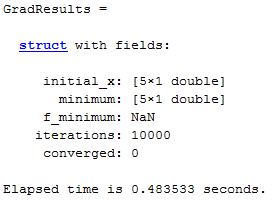 GradResults =
struct with fields:
initial_x: [5×1 double]
minimum: [5×1 double]
f_minimum: NaN
iterations: 10000
converged: 0
Elapsed time is 0.483533 seconds.